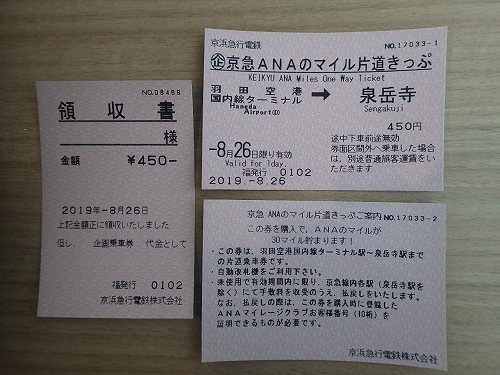 NO.08489
領収書
様
金額 ¥450-
2019年-8月26日
上記金額正に領収いたしました
但し、 企画乗車券 代金として
福発行 0102
京浜急行電鉄株式会社
京浜急行電鉄 NO.17033-1
企京急ANAのマイル片道きっぷ
KEIKYU ANA Miles One Way Ticket
羽田空港
国内線ターミナル → 泉岳寺
Haneda Sengakuji
Airport(D)
450円
-8月26日限り有効
Valid for 1day.
福発行 0102
2019.-8.26
途中下車前途無効
券面区間外へ乗車した場合
は、別途普通旅客運賃をい
ただきます
京急 ANAのマイル片道きっぷご案内 NO.17033-2
この券を購入で、ANAのマイルが
30マイル貯まります!
・この券は、羽田空港国内線ターミナル駅~泉岳寺駅まで
の片道乗車券です。
・自動改札機をご利用下さい。
・未使用で有効期間内に限り、京急線内各駅(泉岳寺駅を
除く)にて手数料を収受のうえ、払戻しをいたします。
なお、払戻しの際は、この券を購入時に登録した
ANAマイレージクラブお客様番号(10桁)を
証明できるものが必要です。
京浜急行電鉄株式会社